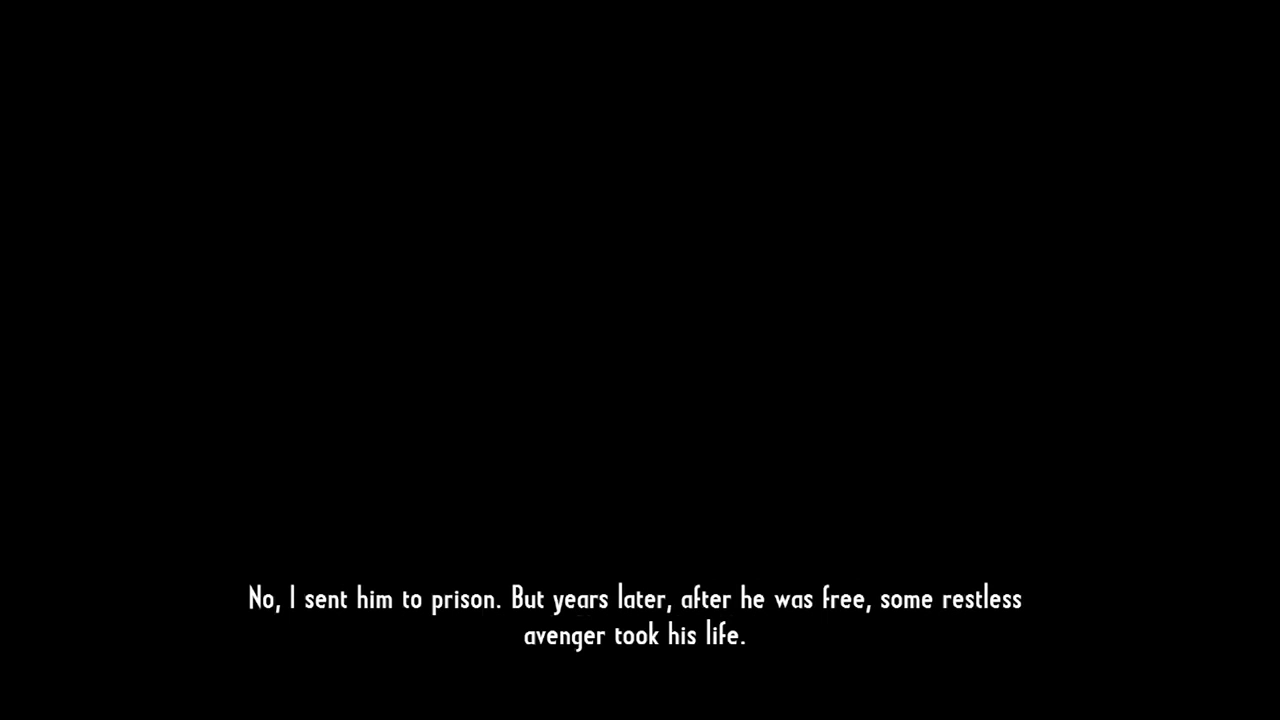 No, I sent him to prison. But years later, after he was free, some restless
avenger took his life.